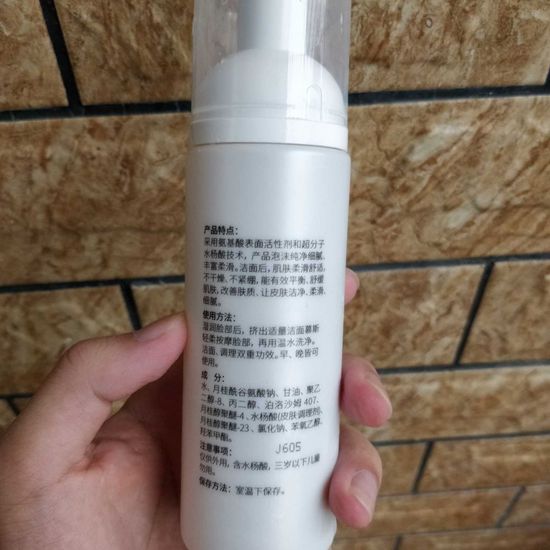 产品特点：
采用氨基酸表面活性剂和超分子
水杨酸技术，产品泡沫纯净细腻、
丰富柔滑。洁面后，肌肤柔滑舒适，
不干燥、不紧绷，能有效平衡、舒缓
肌肤，改善肤质、让皮肤洁净、柔滑、
细腻。
使用方法：
湿润脸部后，挤出适量洁面慕斯
轻柔按摩脸部，再用温水洗净。
洁面、调理双重功效。早、晚皆可
使用。
成 分：
水、月桂酰谷氨酸钠、甘油、聚乙
二醇-8、丙二醇、泊洛沙姆 407、
月桂醇聚醚-4、水杨酸(皮肤调理剂)、
月桂醇聚醚-23、氯化钠、苯氧乙醇、
羟苯甲酯。
注意事项： J605
仅供外用，含水杨酸，三岁以下儿童
勿用。
保存方法：室温下保存。